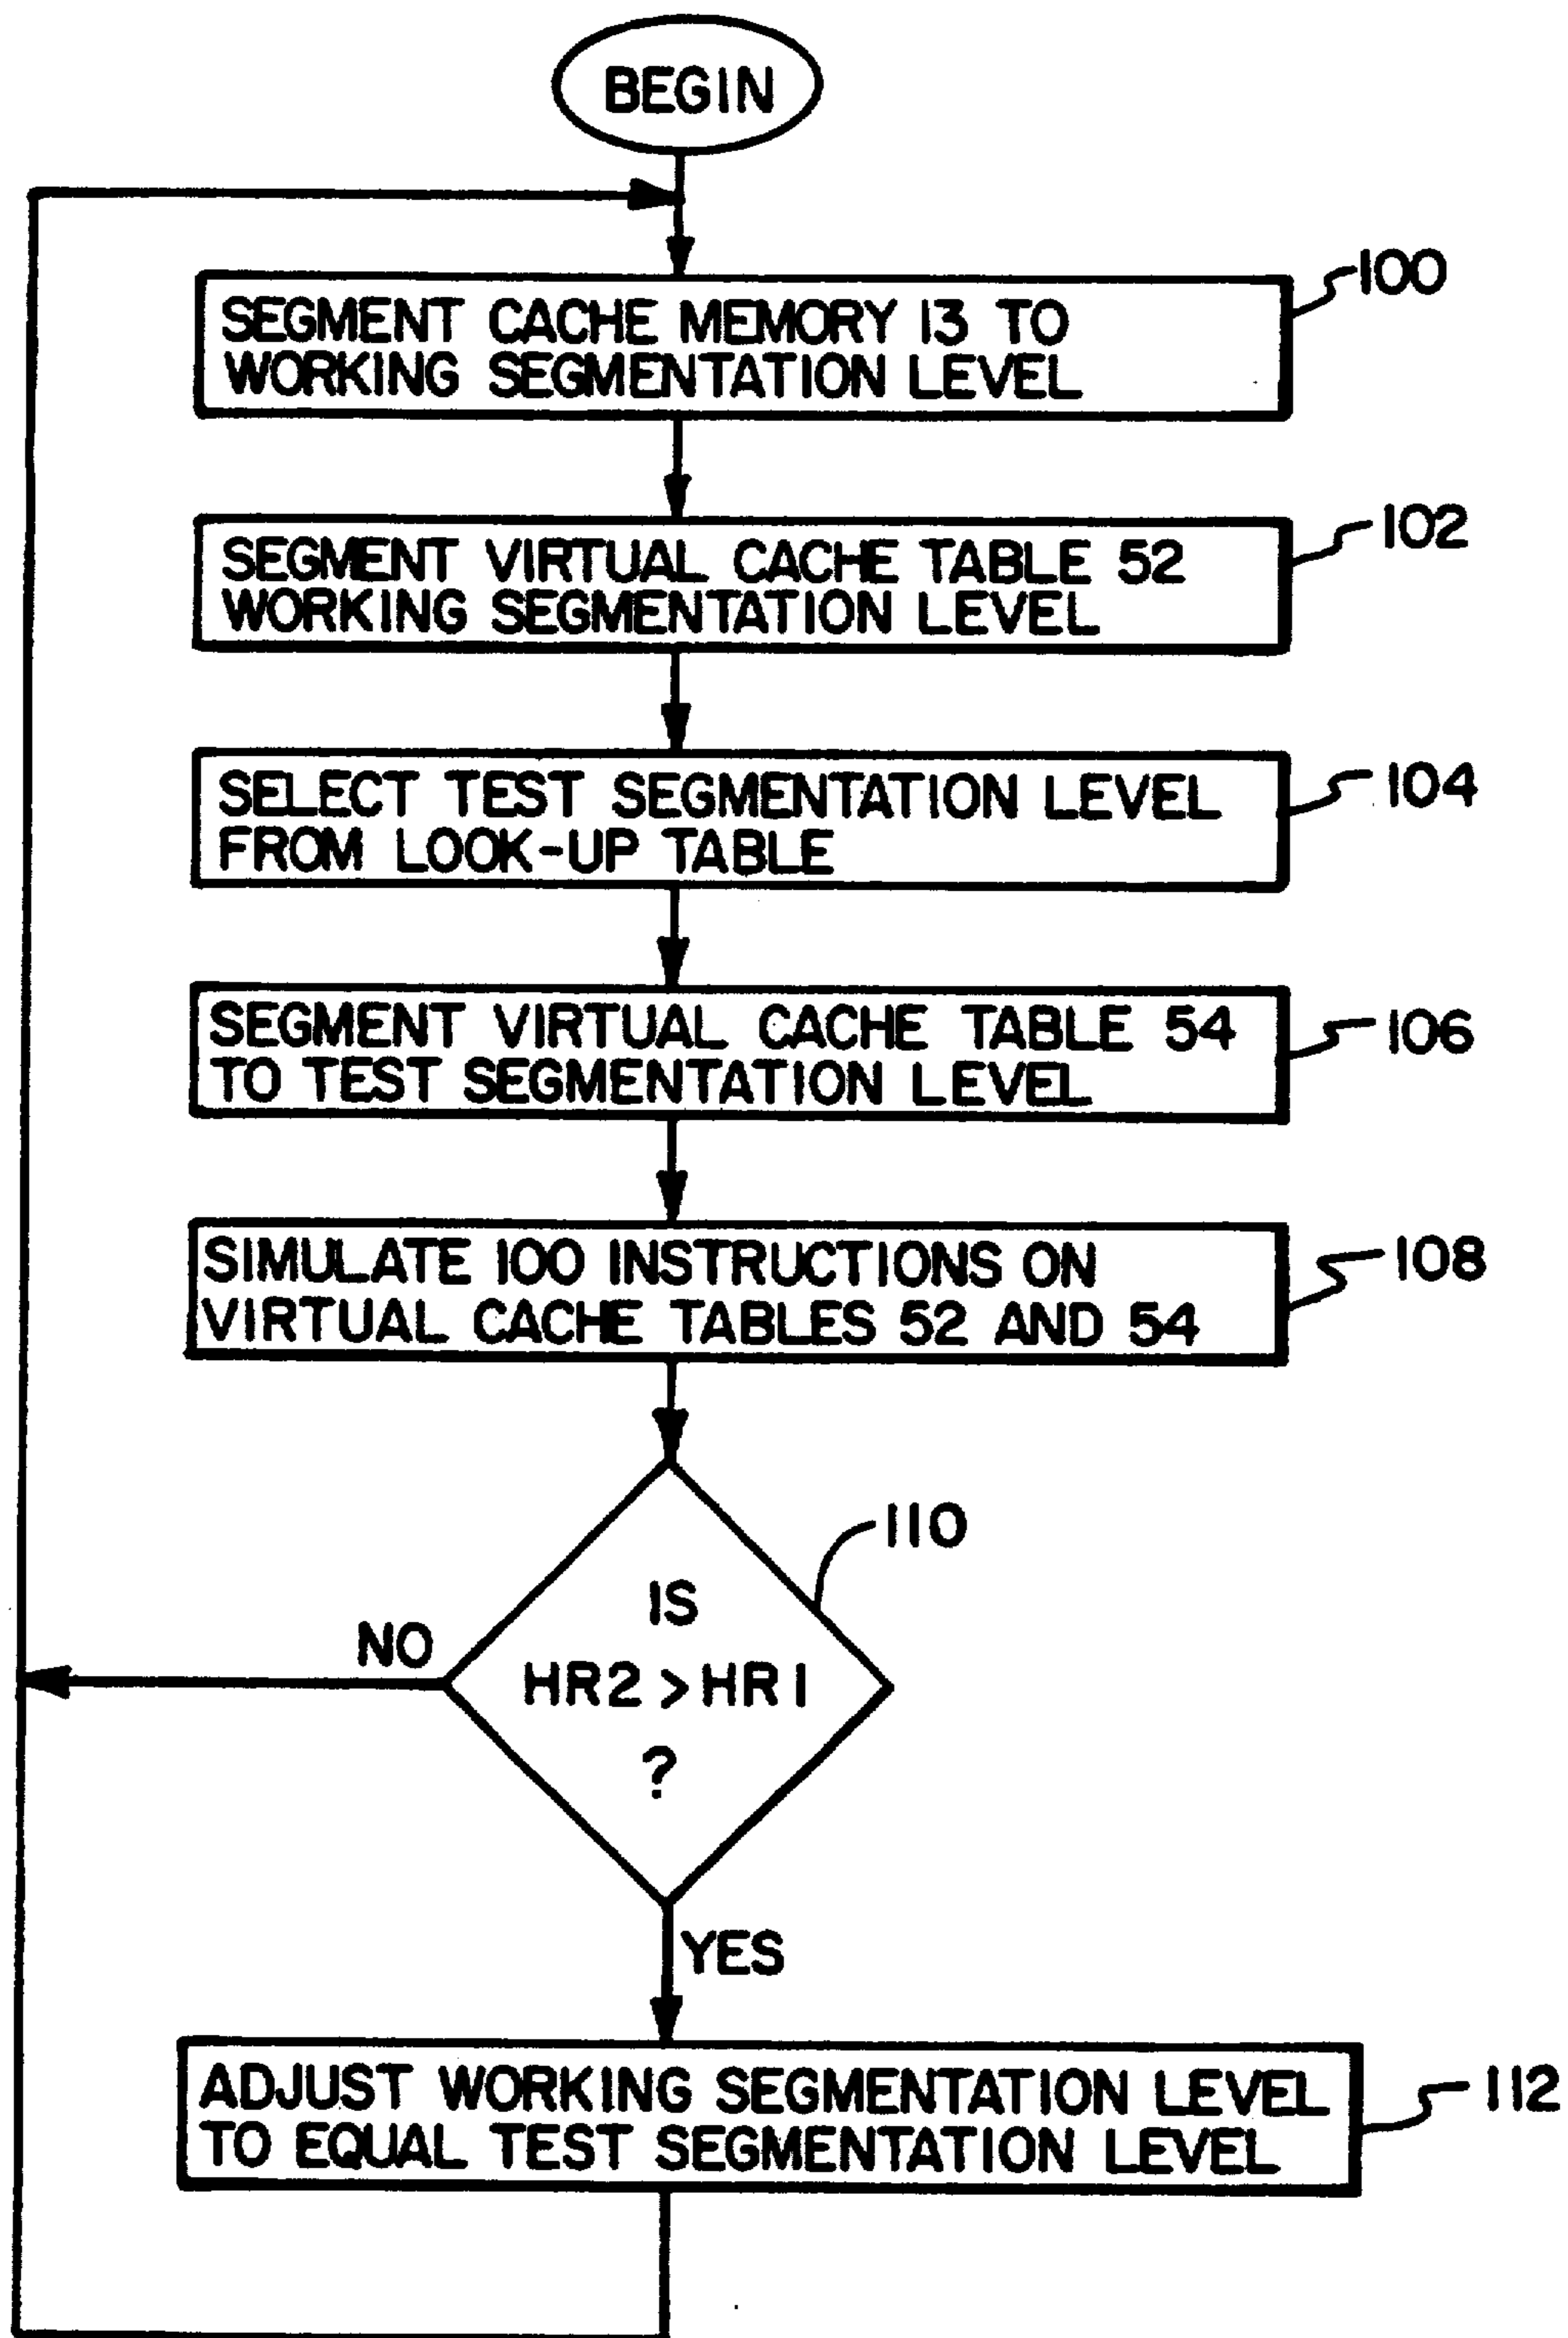 BEGIN
100
SEGMENT CACHE MEMORY 13 TO
WORKING SEGMENTATION LEVEL
102
SEGMENT VIRTUAL CACHE TABLE 52
WORKING SEGMENTATION LEVEL
104
SELECT TEST SEGMENTATION LEVEL
FROM LOOK-UP TABLE
106
SEGMENT VIRTUAL CACHE TABLE 54
TO TEST SEGMENTATION LEVEL
108
SIMULATE 100 INSTRUCTIONS ON
VIRTUAL CACHE TABLES 52 AND 54
110
IS
HR2 > HR1
?
NO
YES
112
ADJUST WORKING SEGMENTATION LEVEL
TO EQUAL TEST SEGMENTATION LEVEL